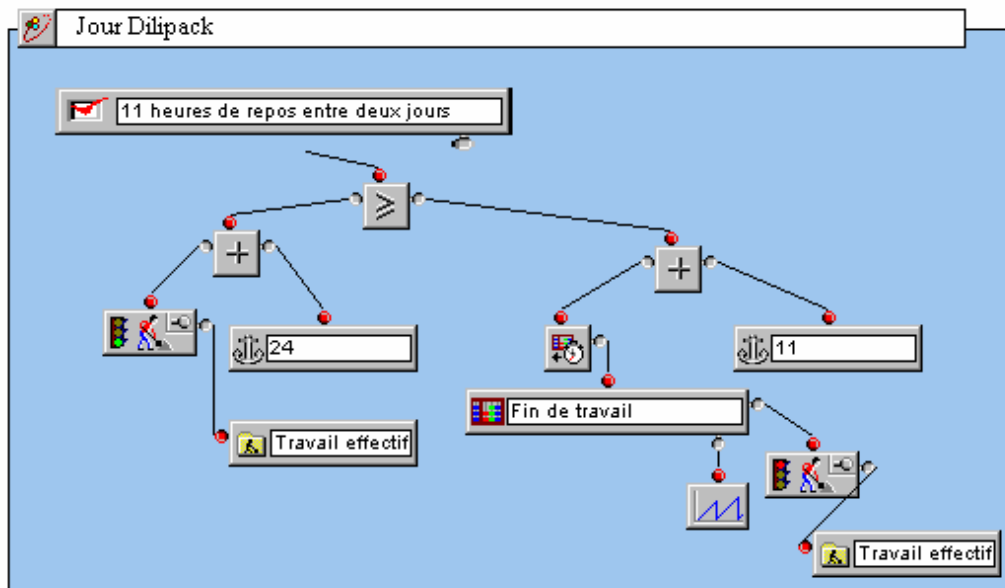 Jour Dilipack
11 heures de repos entre deux jours
≥
+
+
24
11
Fin de travail
Travail effectif
Travail effectif